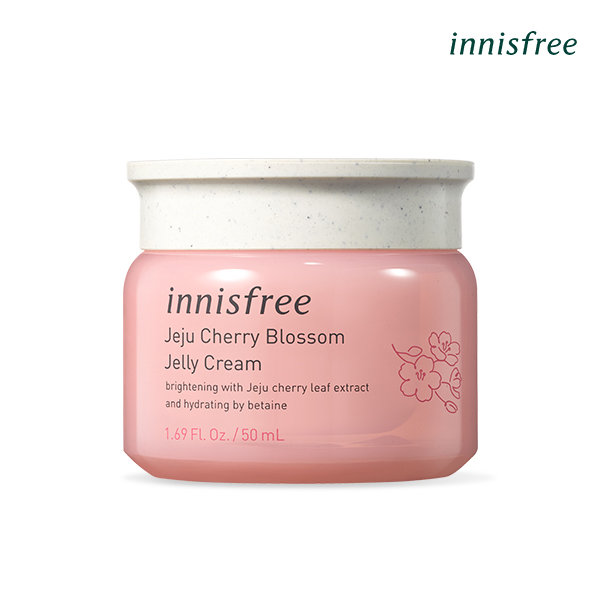 innisfree
innisfree
Jeju Cherry Blossom
Jelly Cream
brightening with Jeju cherry leaf extract
and hydrating by betaine
1.69 Fl. Oz. / 50 mL